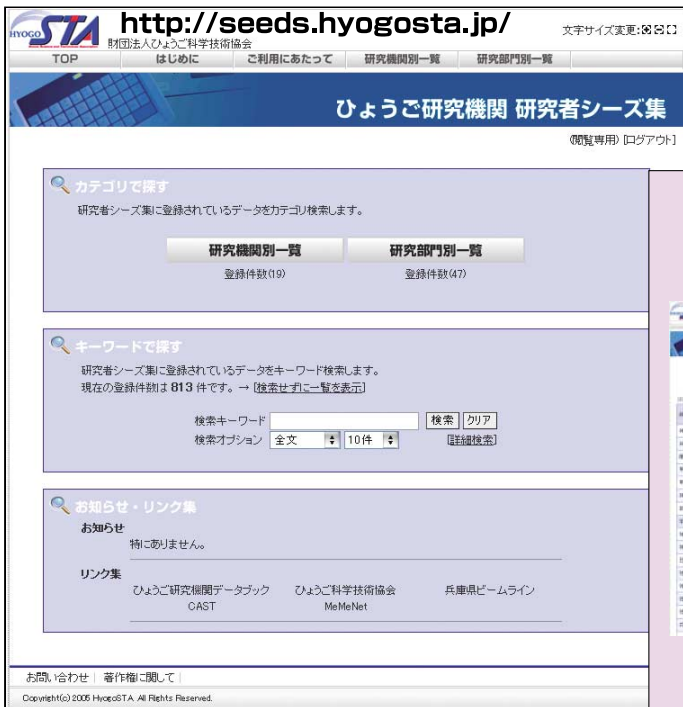 HYOGO STA http://seeds.hyogosta.jp/
財団法人ひょうご科学技術協会 文字サイズ変更:
TOP はじめに ご利用にあたって 研究機関別一覧 研究部門別一覧
ひょうご研究機関 研究者シーズ集
(閲覧専用) [ログアウト]
カテゴリで探す
研究者シーズ集に登録されているデータをカテゴリ検索します。
研究機関別一覧 研究部門別一覧
登録件数(19) 登録件数(47)
キーワードで探す
研究者シーズ集に登録されているデータをキーワード検索します。
現在の登録件数は 813 件です。→ [検索せずに一覧を表示]
検索キーワード 検索 クリア
検索オプション 全文 10件 [詳細検索]
お知らせ・リンク集
お知らせ
特にありません。
リンク集
ひょうご研究機関データブック ひょうご科学技術協会 兵庫県ビームライン
CAST MeMeNet
お問い合わせ | 著作権に関して |
Copyright(c) 2005 HyogoSTA. All Rights Reserved.